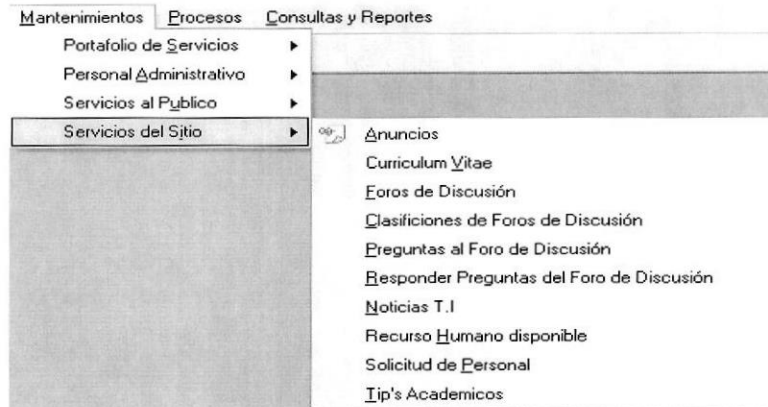 Mantenimientos Procesos Consultas y Reportes
Portafolio de Servicios
Personal Administrativo
Servicios al Publico
Servicios del Sitio
Anuncios
Curriculum Vitae
Foros de Discusión
Clasificiones de Foros de Discusión
Preguntas al Foro de Discusión
Responder Preguntas del Foro de Discusión
Noticias T.I
Recurso Humano disponible
Solicitud de Personal
Tip's Academicos